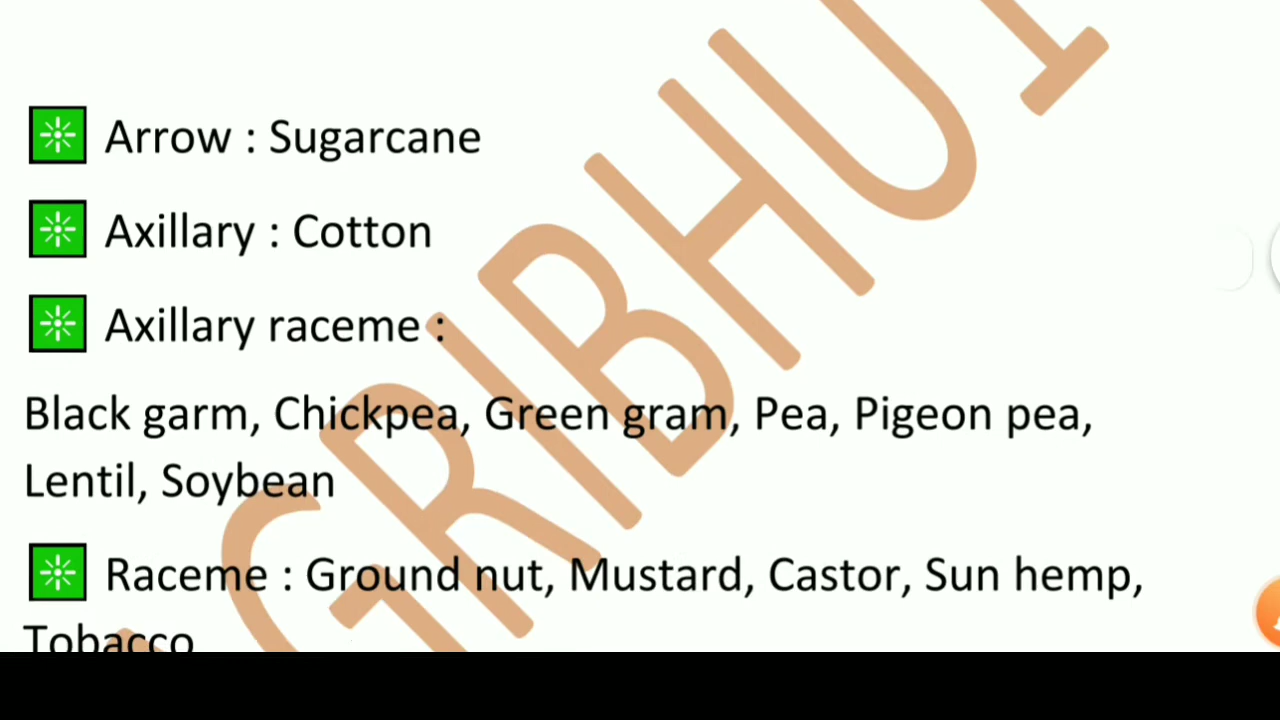 Arrow : Sugarcane
Axillary : Cotton
Axillary raceme :
Black garm, Chickpea, Green gram, Pea, Pigeon pea,
Lentil, Soybean
Raceme : Ground nut, Mustard, Castor, Sun hemp,
Tobacco
GRIBHUI